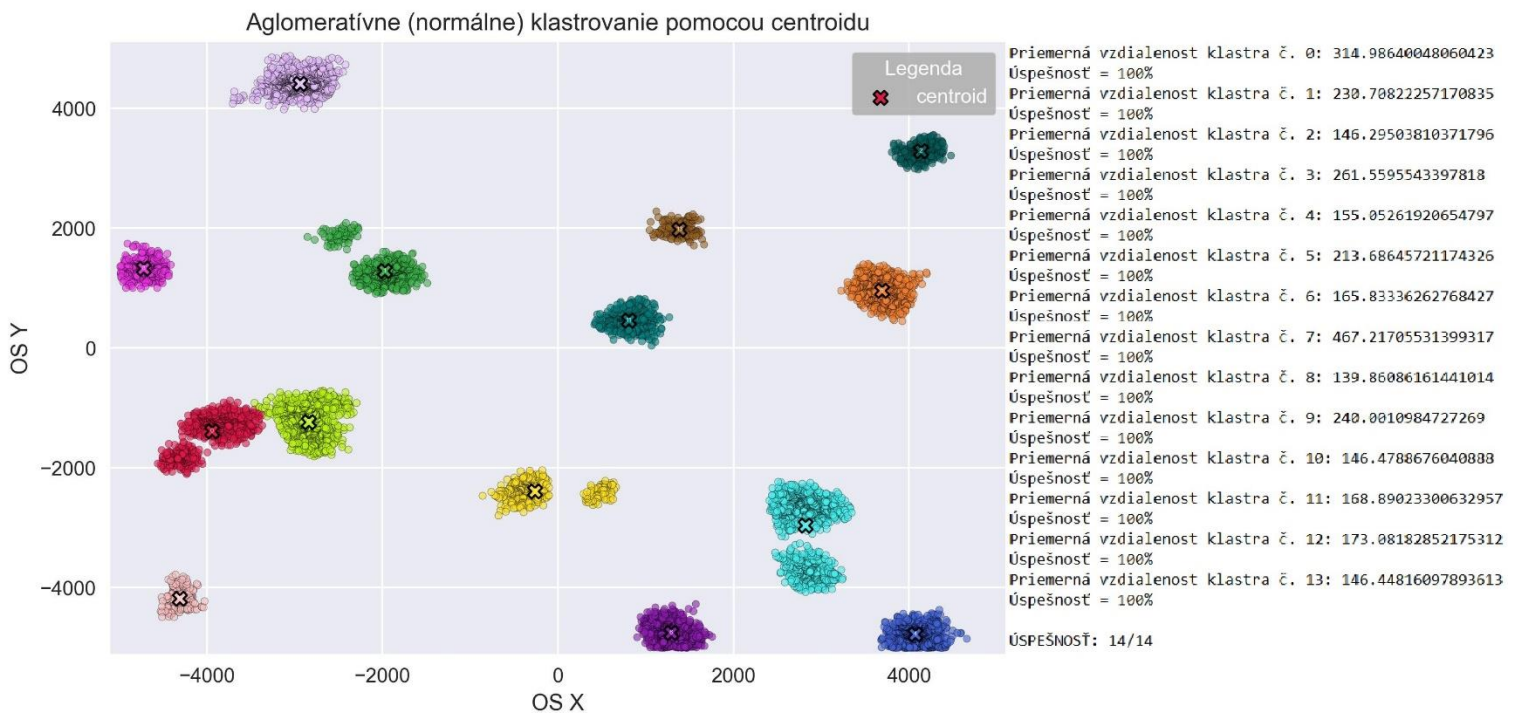 Aglomeratívne (normálne) klastrovanie pomocou centroidu
Legenda
centroid
4000
2000
0
−2000
−4000
OS Y
−4000
−2000
0
2000
4000
OS X
Priemerná vzdialenost klastra č. 0: 314.98640048060423
Úspešnosť = 100%
Priemerná vzdialenost klastra č. 1: 230.70822257170835
Úspešnosť = 100%
Priemerná vzdialenost klastra č. 2: 146.29503810371796
Úspešnosť = 100%
Priemerná vzdialenost klastra č. 3: 261.5595543397818
Úspešnosť = 100%
Priemerná vzdialenost klastra č. 4: 155.05261920654797
Úspešnosť = 100%
Priemerná vzdialenost klastra č. 5: 213.68645721174326
Úspešnosť = 100%
Priemerná vzdialenost klastra č. 6: 165.83336262768427
Úspešnosť = 100%
Priemerná vzdialenost klastra č. 7: 467.21705531399317
Úspešnosť = 100%
Priemerná vzdialenost klastra č. 8: 139.86086161441014
Úspešnosť = 100%
Priemerná vzdialenost klastra č. 9: 240.0010984727269
Úspešnosť = 100%
Priemerná vzdialenost klastra č. 10: 146.4788676040888
Úspešnosť = 100%
Priemerná vzdialenost klastra č. 11: 168.89023300632957
Úspešnosť = 100%
Priemerná vzdialenost klastra č. 12: 173.08182852175312
Úspešnosť = 100%
Priemerná vzdialenost klastra č. 13: 146.44816097893613
Úspešnosť = 100%
ÚSPEŠNOSŤ: 14/14